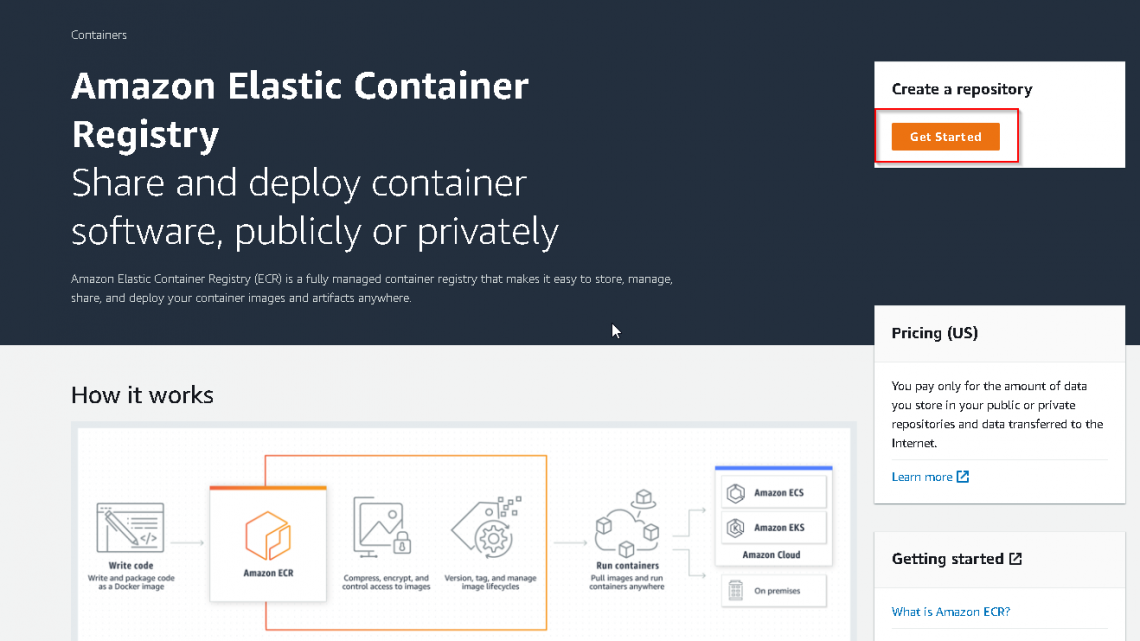 Containers
Amazon Elastic Container
Registry
Share and deploy container
software, publicly or privately
Amazon Elastic Container Registry (ECR) is a fully managed container registry that makes it easy to store, manage,
share, and deploy your container images and artifacts anywhere.
Create a repository
Get Started
Pricing (US)
You pay only for the amount of data
you store in your public or private
repositories and data transferred to the
Internet.
Learn more
Getting started
What is Amazon ECR?
How it works
Write code
Write and package code
as a Docker image
</>
Amazon ECR
Compress, encrypt, and
control access to images
Version, tag, and manage
image lifecycles
Run containers
Pull images and run
containers anywhere
Amazon ECS
Amazon EKS
Amazon Cloud
On premises